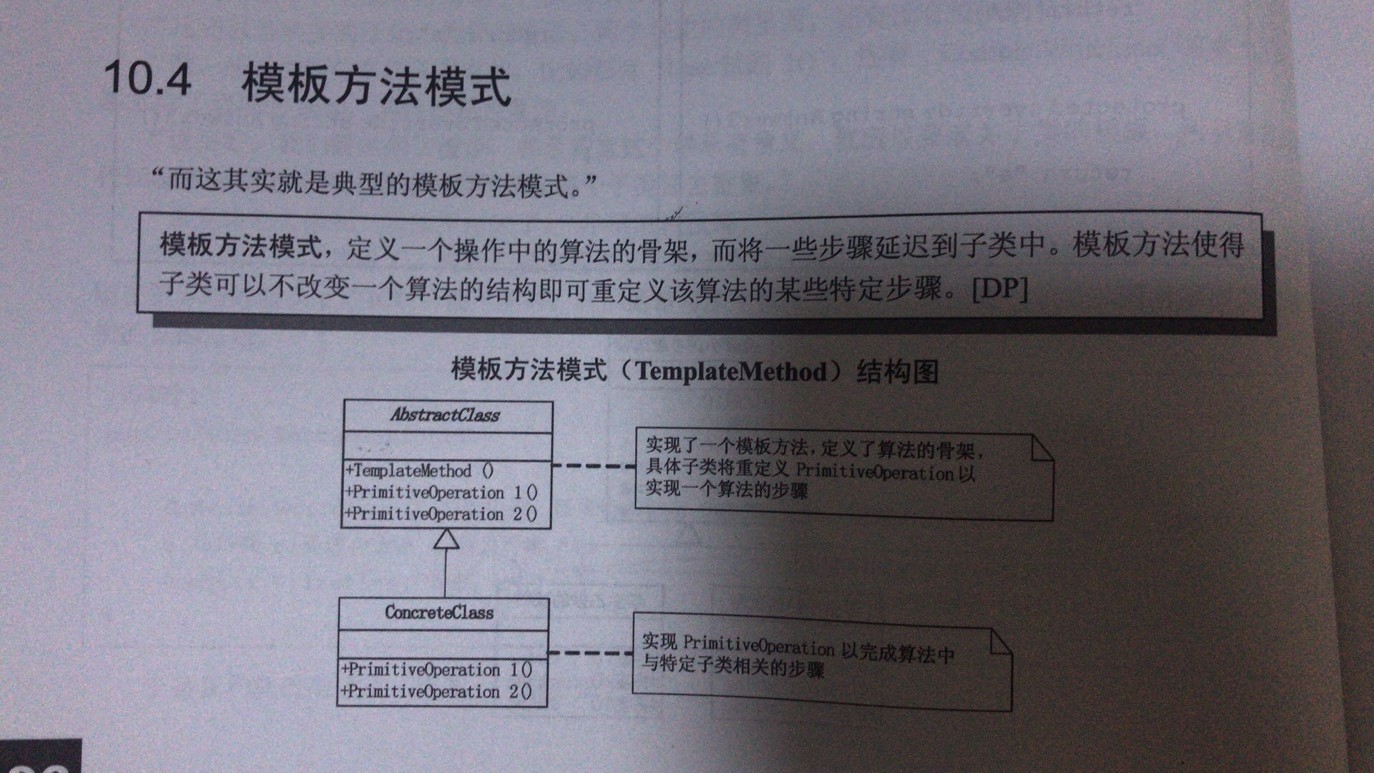 10.4 模板方法模式
“而这其实就是典型的模板方法模式。”
模板方法模式，定义一个操作中的算法的骨架，而将一些步骤延迟到子类中。模板方法使得
子类可以不改变一个算法的结构即可重定义该算法的某些特定步骤。[DP]
模板方法模式（TemplateMethod）结构图
AbstractClass
+TemplateMethod ()
+PrimitiveOperation 1()
+PrimitiveOperation 2()
实现了一个模板方法，定义了算法的骨架，
具体子类将重定义 PrimitiveOperation 以
实现一个算法的步骤
ConcreteClass
+PrimitiveOperation 1()
+PrimitiveOperation 2()
实现 PrimitiveOperation 以完成算法中
与特定子类相关的步骤